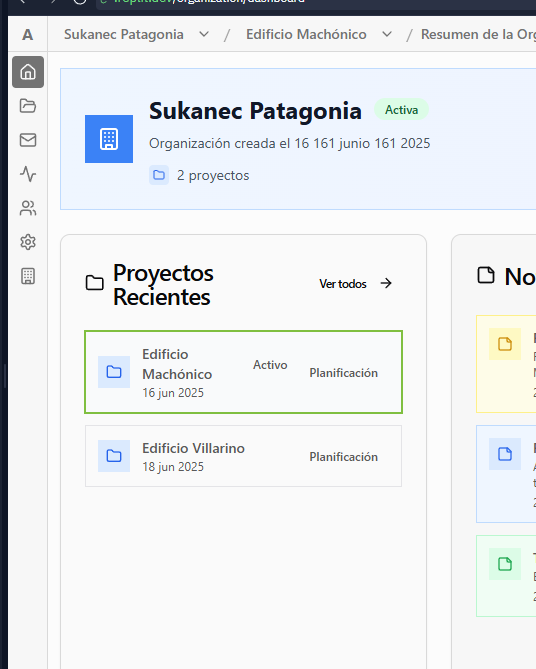 /organization/dashboard
A
Sukanec Patagonia / Edificio Machónico / Resumen de la Org
Sukanec Patagonia
Activa
Organización creada el 16 161 junio 161 2025
2 proyectos
Proyectos
Recientes
Ver todos
No
Edificio
Machónico
16 jun 2025
Activo
Planificación
Edificio Villarino
18 jun 2025
Planificación